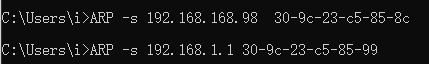 C:\Users\i>ARP -s 192.168.168.98  30-9c-23-c5-85-8c
C:\Users\i>ARP -s 192.168.1.1 30-9c-23-c5-85-99